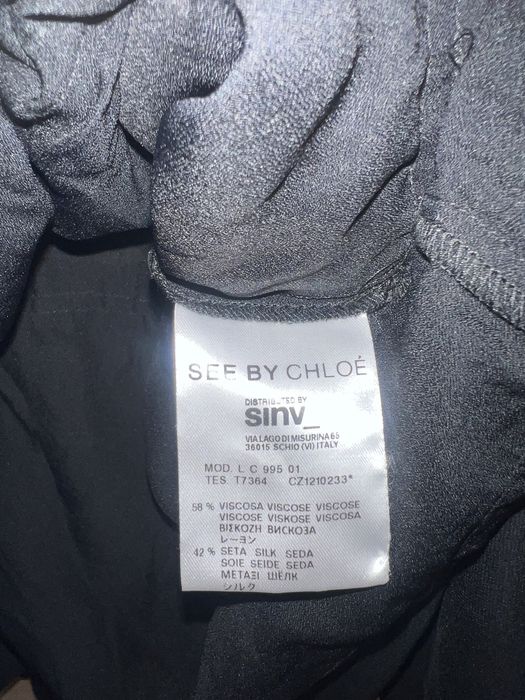 SEE BY CHLOÉ
DISTRIBUTED BY
sinv_
VIA LAGO DI MISURINA 65
36015 SCHIO (VI) ITALY
MOD. L C 995 01
TES. T7364 CZ1210233*
58 % VISCOSA VISCOSE VISCOSE
VISCOSE VISKOSE VISCOSA
ΒΙΣΚΟΖΗ ВИСКОЗА
レーヨン
42 % SETA SILK SEDA
SOIE SEIDE SEDA
ΜΕΤΑΞΙ ШЁЛК
シルク